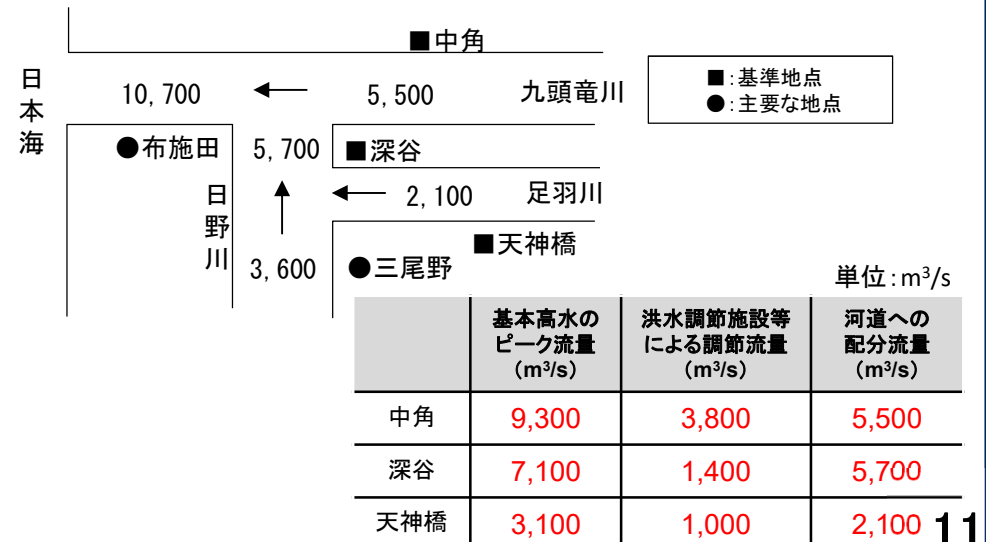 ■中角
日本海
10,700
5,500
九頭竜川
■:基準地点
●:主要な地点
●布施田
5,700
■深谷
日野川
2,100
足羽川
■天神橋
3,600
●三尾野
単位:m³/s
基本高水の
ピーク流量
(m³/s)
洪水調節施設等
による調節流量
(m³/s)
河道への
配分流量
(m³/s)
中角 9,300 3,800 5,500
深谷 7,100 1,400 5,700
天神橋 3,100 1,000 2,100
11